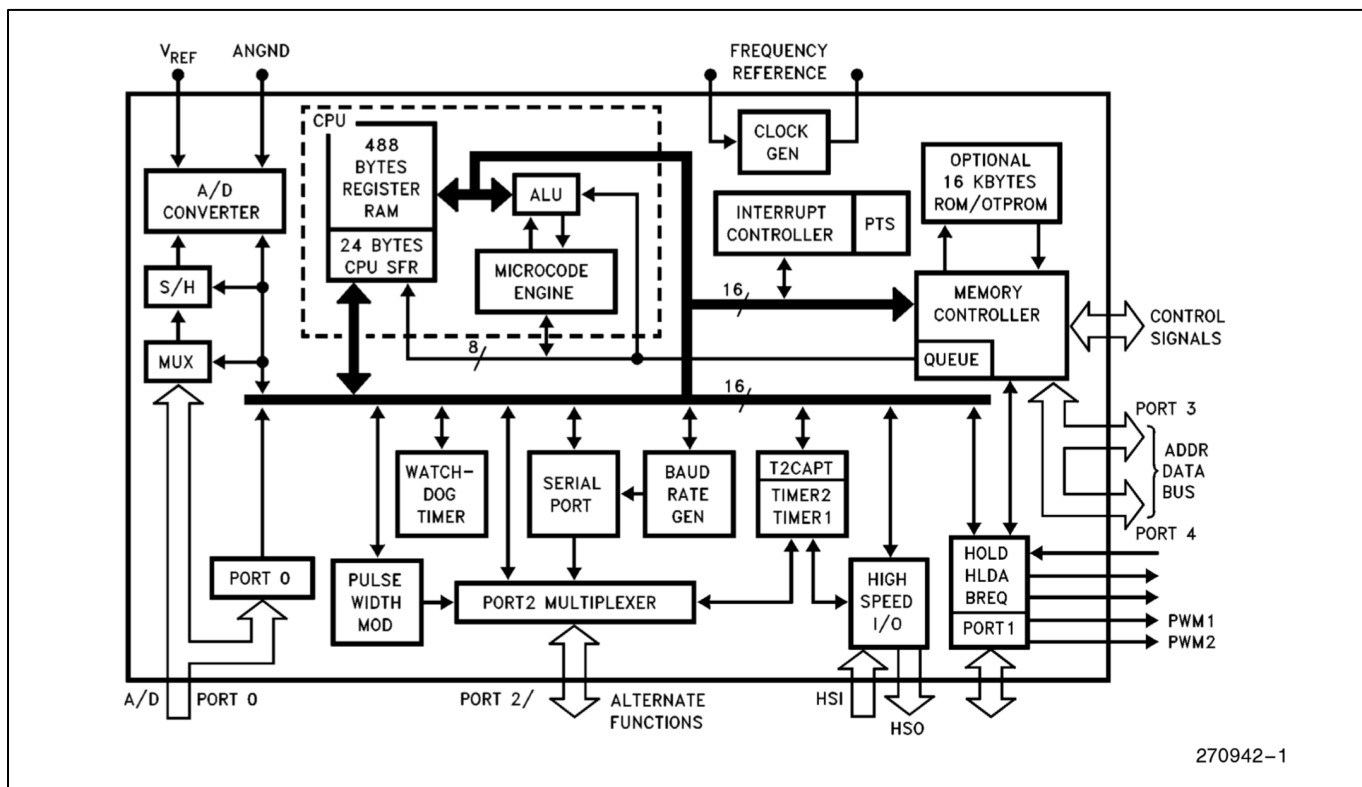 VREF
ANGND
FREQUENCY
REFERENCE
CPU
488
BYTES
REGISTER
RAM
24 BYTES
CPU SFR
ALU
MICROCODE
ENGINE
CLOCK
GEN
OPTIONAL
16 KBYTES
ROM/OTPROM
A/D
CONVERTER
INTERRUPT
CONTROLLER
PTS
S/H
MUX
16
MEMORY
CONTROLLER
QUEUE
CONTROL
SIGNALS
8
16
PORT 3
ADDR
DATA
BUS
PORT 4
WATCH-
DOG
TIMER
SERIAL
PORT
BAUD
RATE
GEN
T2CAPT
TIMER2
TIMER1
PORT 0
PULSE
WIDTH
MOD
PORT2 MULTIPLEXER
HIGH
SPEED
I/O
HOLD
HLDA
BREQ
PORT1
PWM1
PWM2
A/D
PORT 0
PORT 2/
ALTERNATE
FUNCTIONS
HSI
HSO
270942-1